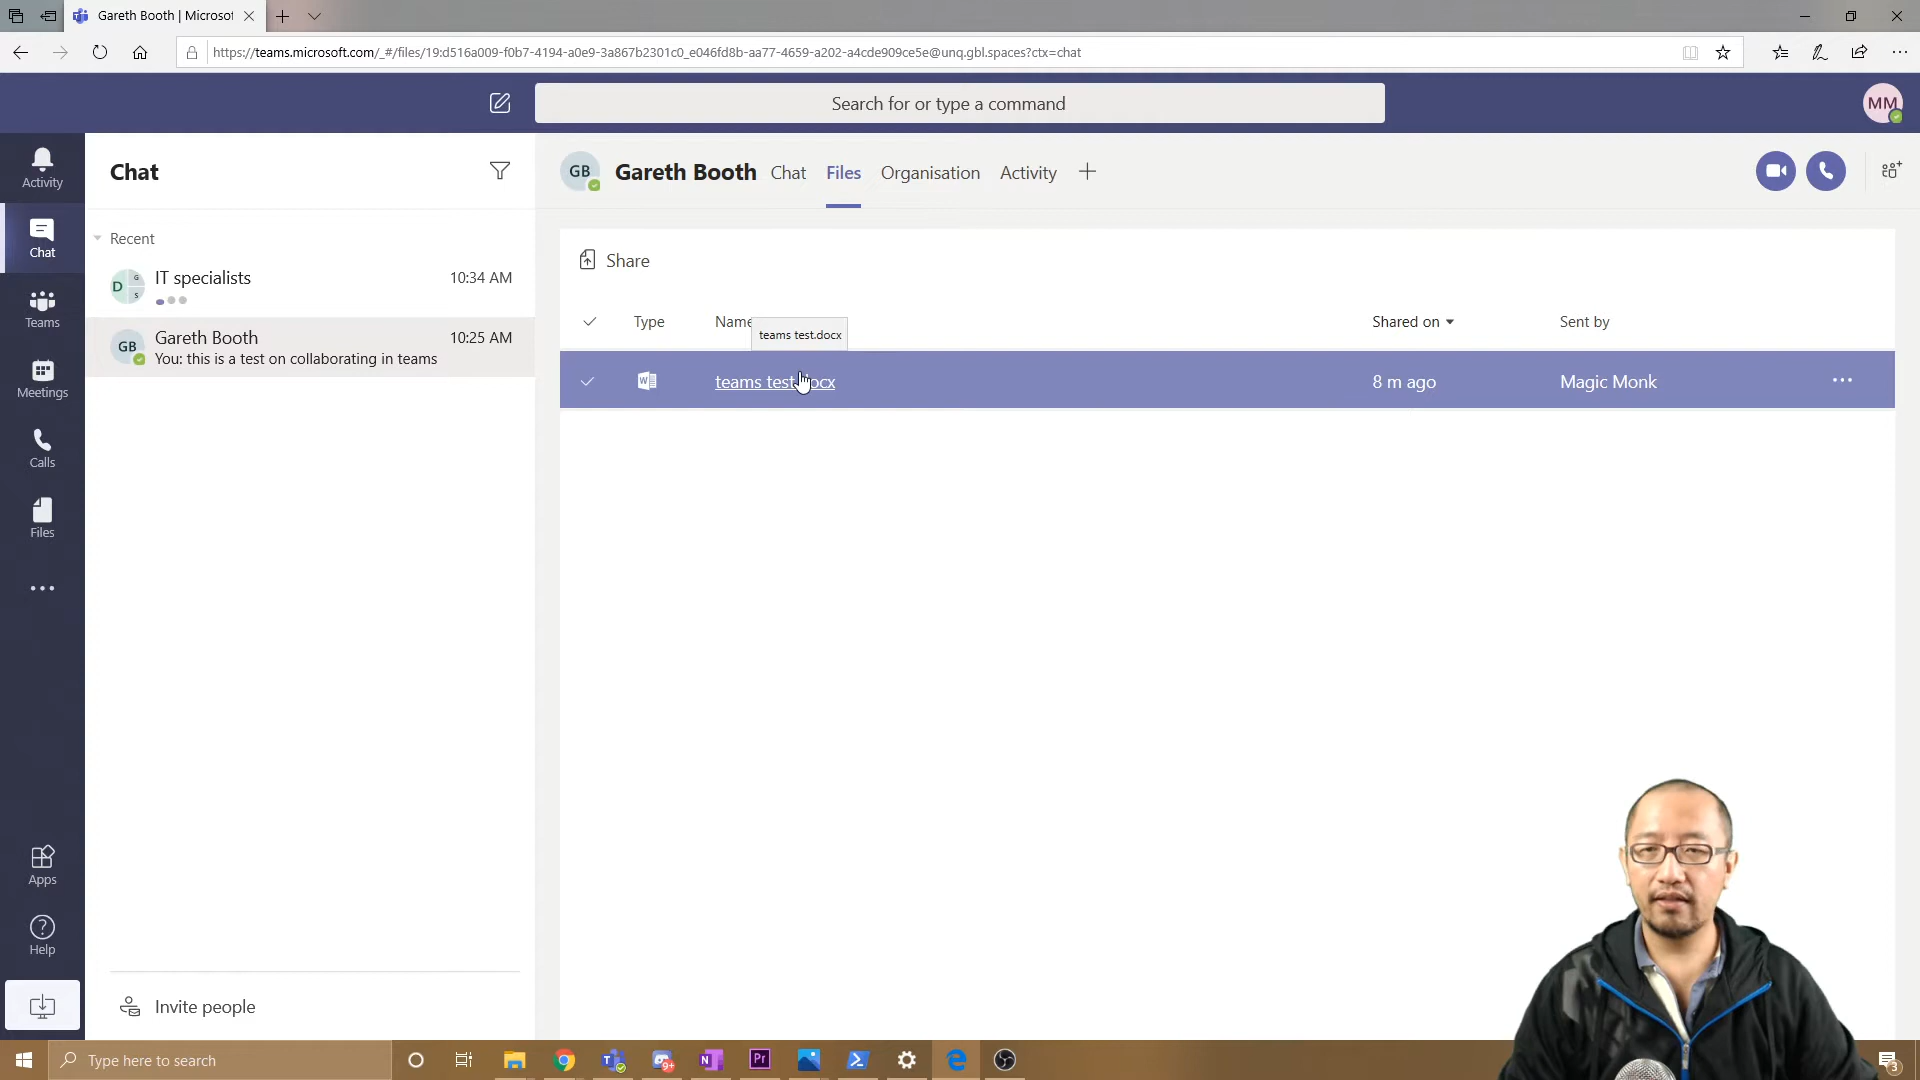 Gareth Booth | Microsof
https://teams.microsoft.com/_#/files/19:d516a009-f0b7-4194-a0e9-3a867b2301c0_e046fd8b-aa77-4659-a202-a4cde909ce5e@unq.gbl.spaces?ctx=chat
Search for or type a command
MM
Activity
Chat
Teams
Meetings
Calls
Files
Apps
Help
Chat
Recent
D G S
IT specialists 10:34 AM
GB
Gareth Booth 10:25 AM
You: this is a test on collaborating in teams
Invite people
GB Gareth Booth Chat Files Organisation Activity
Share
Type Name Shared on Sent by
teams test.docx
teams test.docx 8 m ago Magic Monk
Type here to search
9+
N
Pr
3